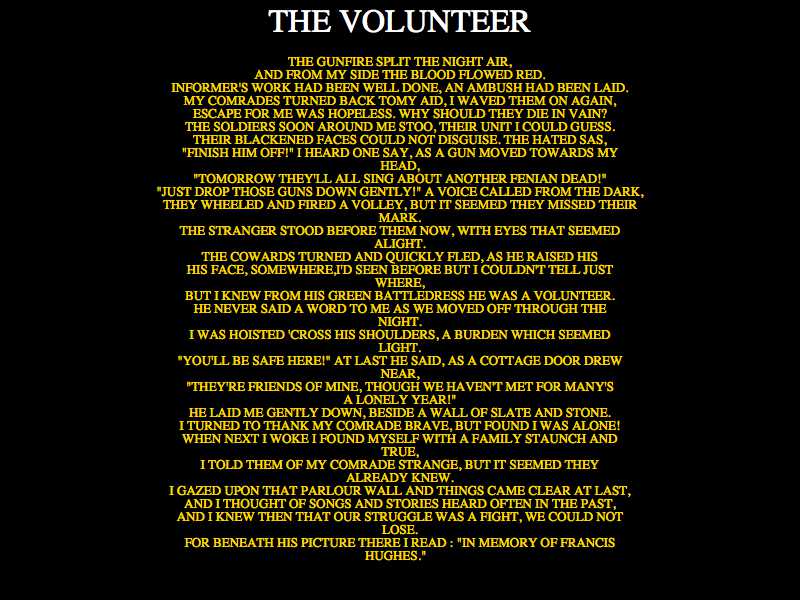 THE VOLUNTEER
THE GUNFIRE SPLIT THE NIGHT AIR,
AND FROM MY SIDE THE BLOOD FLOWED RED.
INFORMER'S WORK HAD BEEN WELL DONE, AN AMBUSH HAD BEEN LAID.
MY COMRADES TURNED BACK TOMY AID, I WAVED THEM ON AGAIN,
ESCAPE FOR ME WAS HOPELESS. WHY SHOULD THEY DIE IN VAIN?
THE SOLDIERS SOON AROUND ME STOO, THEIR UNIT I COULD GUESS.
THEIR BLACKENED FACES COULD NOT DISGUISE. THE HATED SAS,
"FINISH HIM OFF!" I HEARD ONE SAY, AS A GUN MOVED TOWARDS MY
HEAD,
"TOMORROW THEY'LL ALL SING ABOUT ANOTHER FENIAN DEAD!"
"JUST DROP THOSE GUNS DOWN GENTLY!" A VOICE CALLED FROM THE DARK,
THEY WHEELED AND FIRED A VOLLEY, BUT IT SEEMED THEY MISSED THEIR
MARK.
THE STRANGER STOOD BEFORE THEM NOW, WITH EYES THAT SEEMED
ALIGHT.
THE COWARDS TURNED AND QUICKLY FLED, AS HE RAISED HIS
HIS FACE, SOMEWHERE,I'D SEEN BEFORE BUT I COULDN'T TELL JUST
WHERE,
BUT I KNEW FROM HIS GREEN BATTLEDRESS HE WAS A VOLUNTEER.
HE NEVER SAID A WORD TO ME AS WE MOVED OFF THROUGH THE
NIGHT.
I WAS HOISTED 'CROSS HIS SHOULDERS, A BURDEN WHICH SEEMED
LIGHT.
"YOU'LL BE SAFE HERE!" AT LAST HE SAID, AS A COTTAGE DOOR DREW
NEAR,
"THEY'RE FRIENDS OF MINE, THOUGH WE HAVEN'T MET FOR MANY'S
A LONELY YEAR!"
HE LAID ME GENTLY DOWN, BESIDE A WALL OF SLATE AND STONE.
I TURNED TO THANK MY COMRADE BRAVE, BUT FOUND I WAS ALONE!
WHEN NEXT I WOKE I FOUND MYSELF WITH A FAMILY STAUNCH AND
TRUE,
I TOLD THEM OF MY COMRADE STRANGE, BUT IT SEEMED THEY
ALREADY KNEW.
I GAZED UPON THAT PARLOUR WALL AND THINGS CAME CLEAR AT LAST,
AND I THOUGHT OF SONGS AND STORIES HEARD OFTEN IN THE PAST,
AND I KNEW THEN THAT OUR STRUGGLE WAS A FIGHT, WE COULD NOT
LOSE.
FOR BENEATH HIS PICTURE THERE I READ : "IN MEMORY OF FRANCIS
HUGHES."